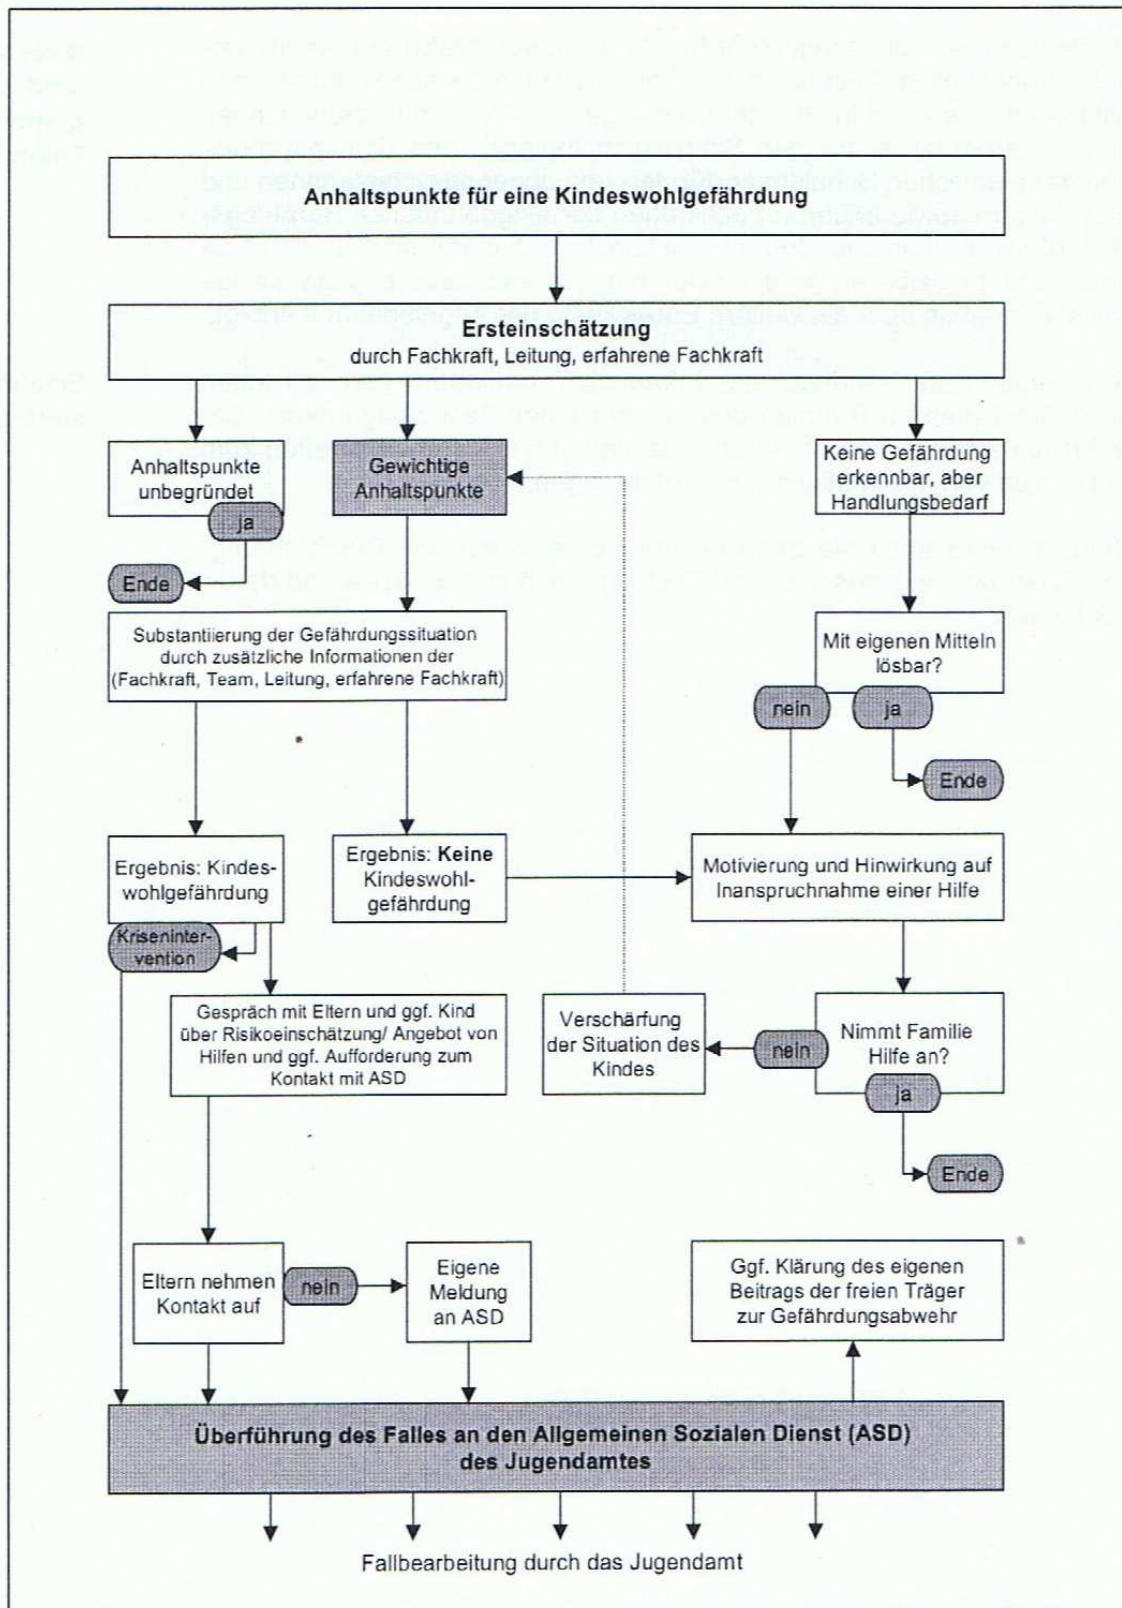 Anhaltspunkte für eine Kindeswohlgefährdung
Ersteinschätzung
durch Fachkraft, Leitung, erfahrene Fachkraft
Anhaltspunkte
unbegründet
ja
Ende
Gewichtige
Anhaltspunkte
Keine Gefährdung
erkennbar, aber
Handlungsbedarf
Substantiierung der Gefährdungssituation
durch zusätzliche Informationen der
(Fachkraft, Team, Leitung, erfahrene Fachkraft)
Mit eigenen Mitteln
lösbar?
nein
ja
Ende
Ergebnis: Kindes-
wohlgefährdung
Ergebnis: Keine
Kindeswohl-
gefährdung
Motivierung und Hinwirkung auf
Inanspruchnahme einer Hilfe
Kriseninter-
vention
Gespräch mit Eltern und ggf. Kind
über Risikoeinschätzung/ Angebot von
Hilfen und ggf. Aufforderung zum
Kontakt mit ASD
Verschärfung
der Situation des
Kindes
nein
Nimmt Familie
Hilfe an?
ja
Ende
Eltern nehmen
Kontakt auf
nein
Eigene
Meldung
an ASD
Ggf. Klärung des eigenen
Beitrags der freien Träger
zur Gefährdungsabwehr
Überführung des Falles an den Allgemeinen Sozialen Dienst (ASD)
des Jugendamtes
Fallbearbeitung durch das Jugendamt